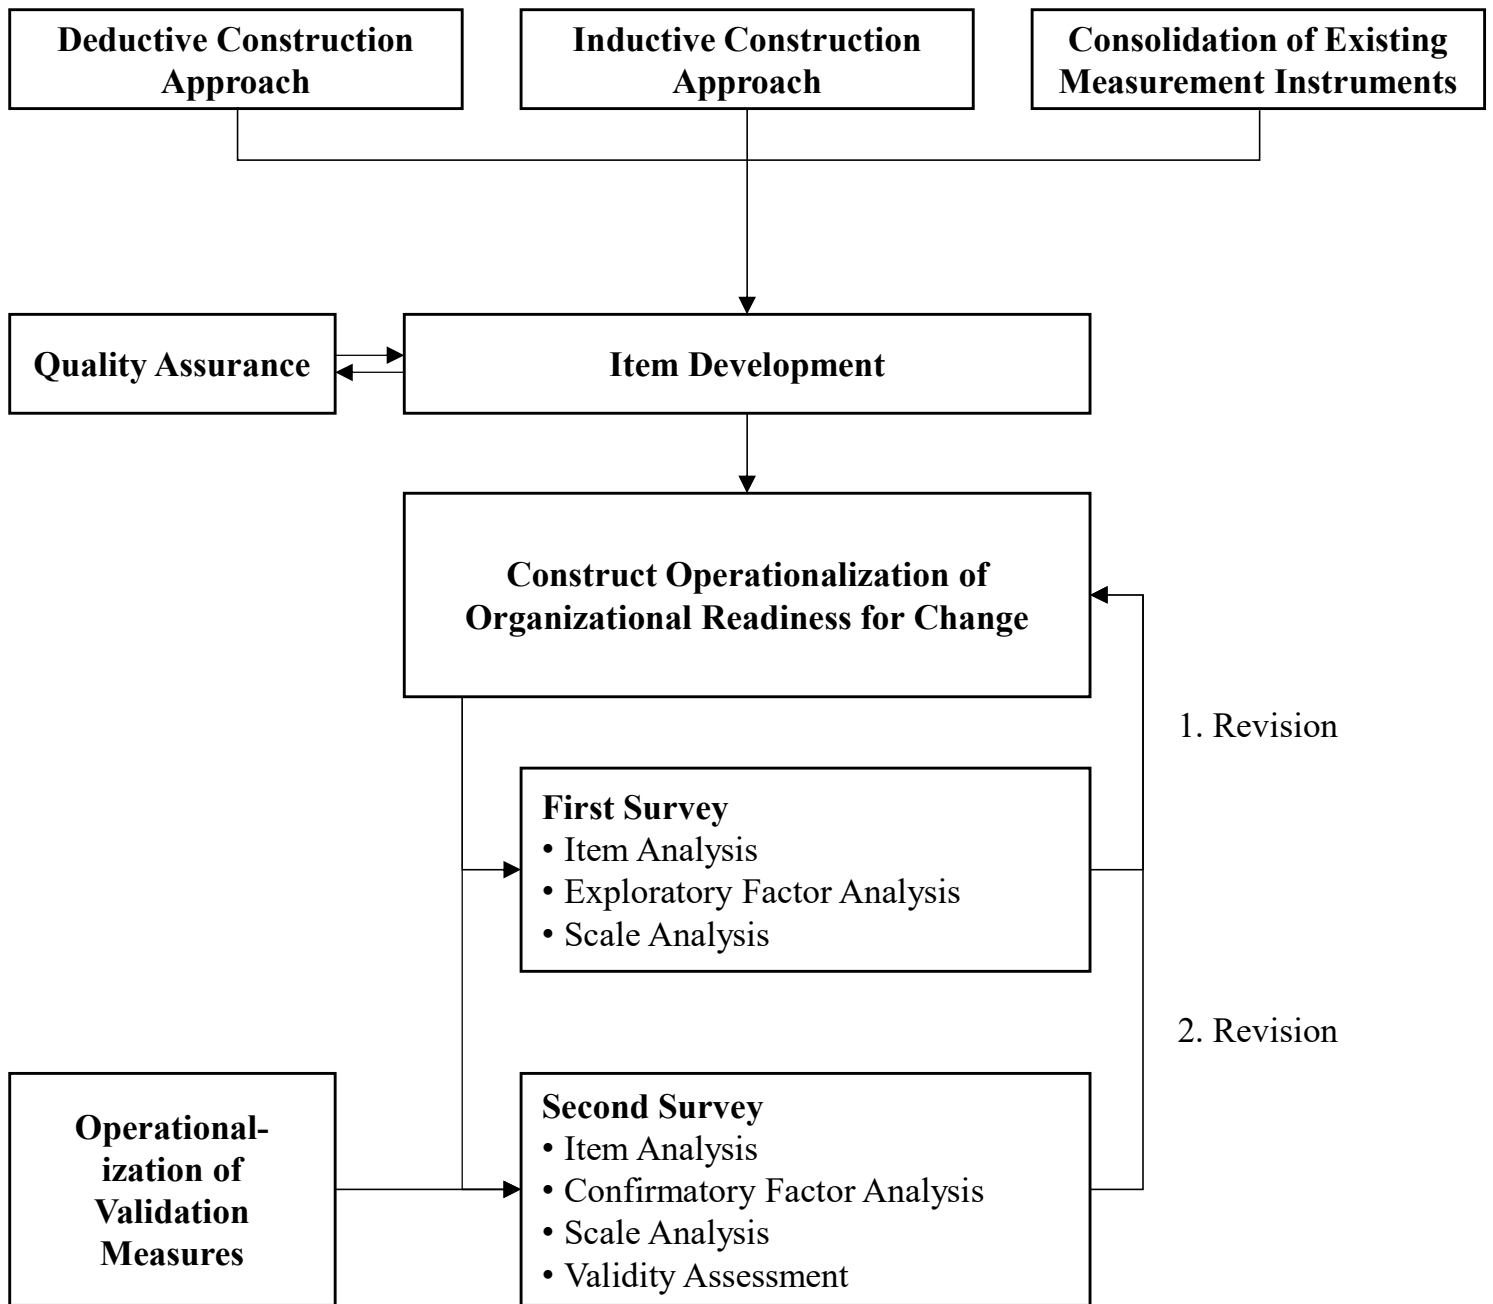 Deductive Construction
Approach
Inductive Construction
Approach
Consolidation of Existing
Measurement Instruments
Quality Assurance
Item Development
Construct Operationalization of
Organizational Readiness for Change
1. Revision
First Survey
• Item Analysis
• Exploratory Factor Analysis
• Scale Analysis
2. Revision
Operational-
ization of
Validation
Measures
Second Survey
• Item Analysis
• Confirmatory Factor Analysis
• Scale Analysis
• Validity Assessment